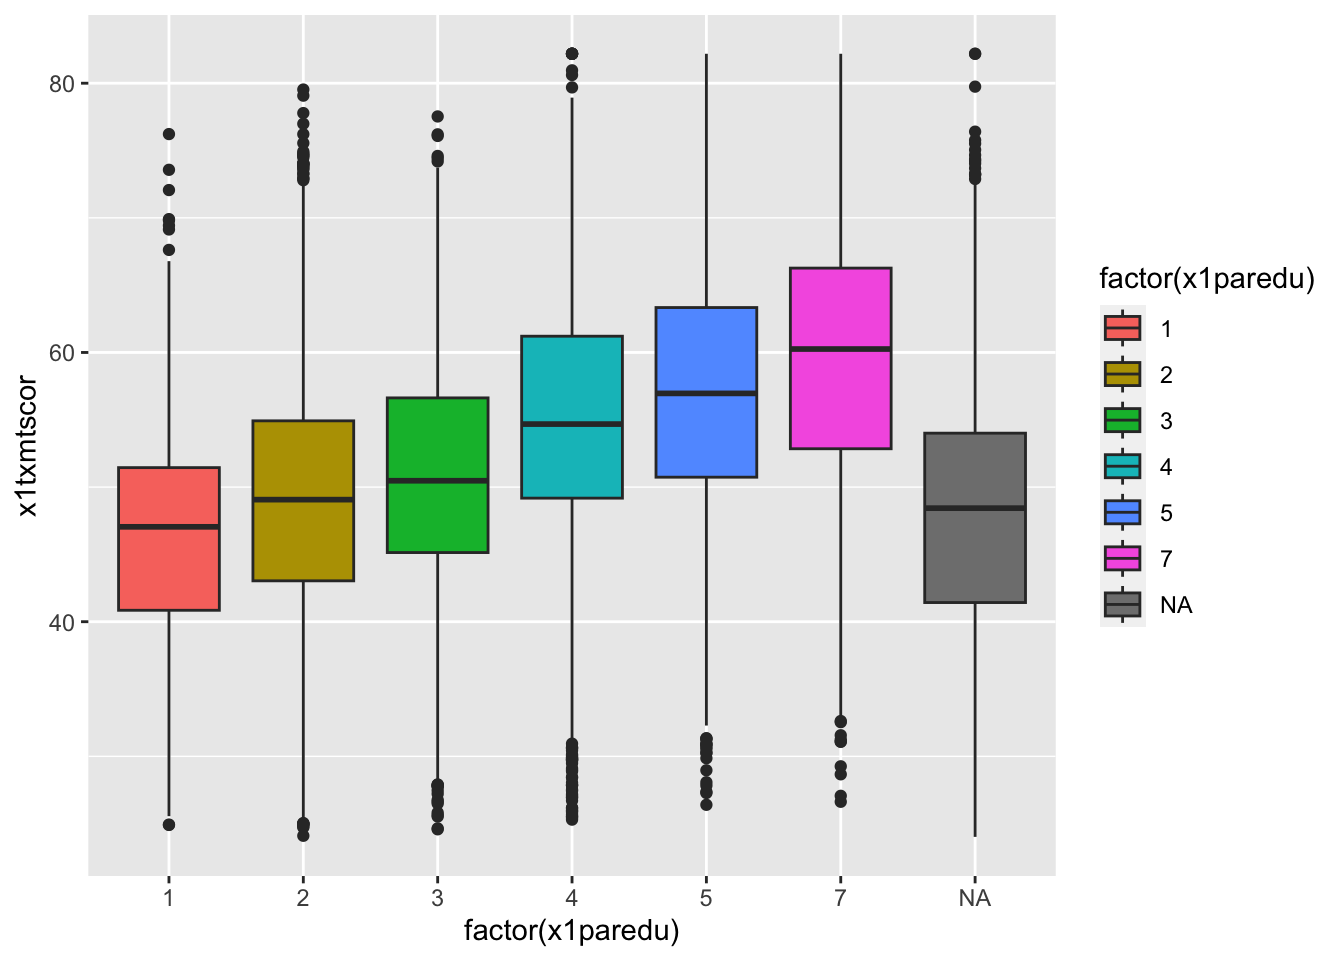 80
60
40
x1txmtscor
1 2 3 4 5 7 NA
factor(x1paredu)
factor(x1paredu)
1
2
3
4
5
7
NA